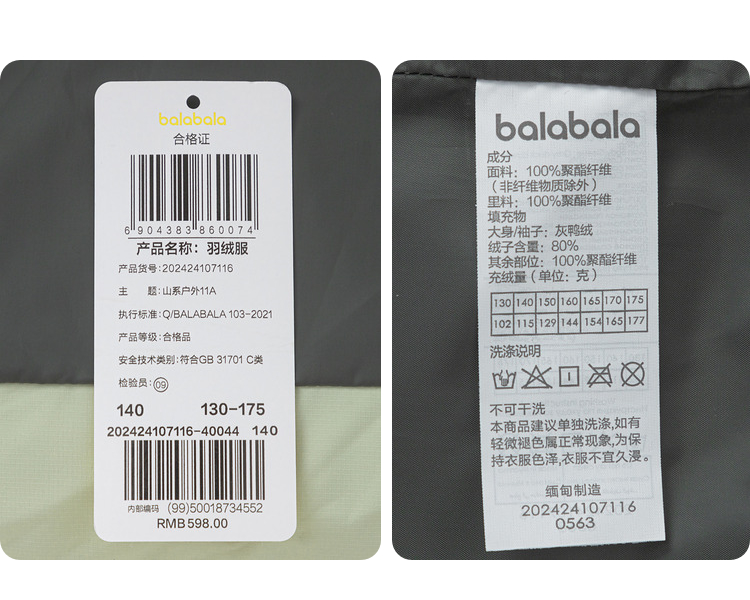 balabala
合格证
6 904383 860074
产品名称：羽绒服
产品货号:202424107116
主　题:山系户外11A
执行标准:Q/BALABALA 103-2021
产品等级:合格品
安全技术类别:符合GB 31701 C类
检验员:09
140 130-175
202424107116-40044 140
内部编码 (99)50018734552
RMB598.00
balabala
成分
面料：100%聚酯纤维
（非纤维物质除外）
里料：100%聚酯纤维
填充物
大身/袖子：灰鸭绒
绒子含量：80%
其余部位：100%聚酯纤维
充绒量（单位：克）
130 140 150 160 165 170 175
102 115 129 144 154 165 177
洗涤说明
不可干洗
本商品建议单独洗涤,如有
轻微褪色属正常现象,为保
持衣服色泽,衣服不宜久浸。
缅甸制造
202424107116
0563